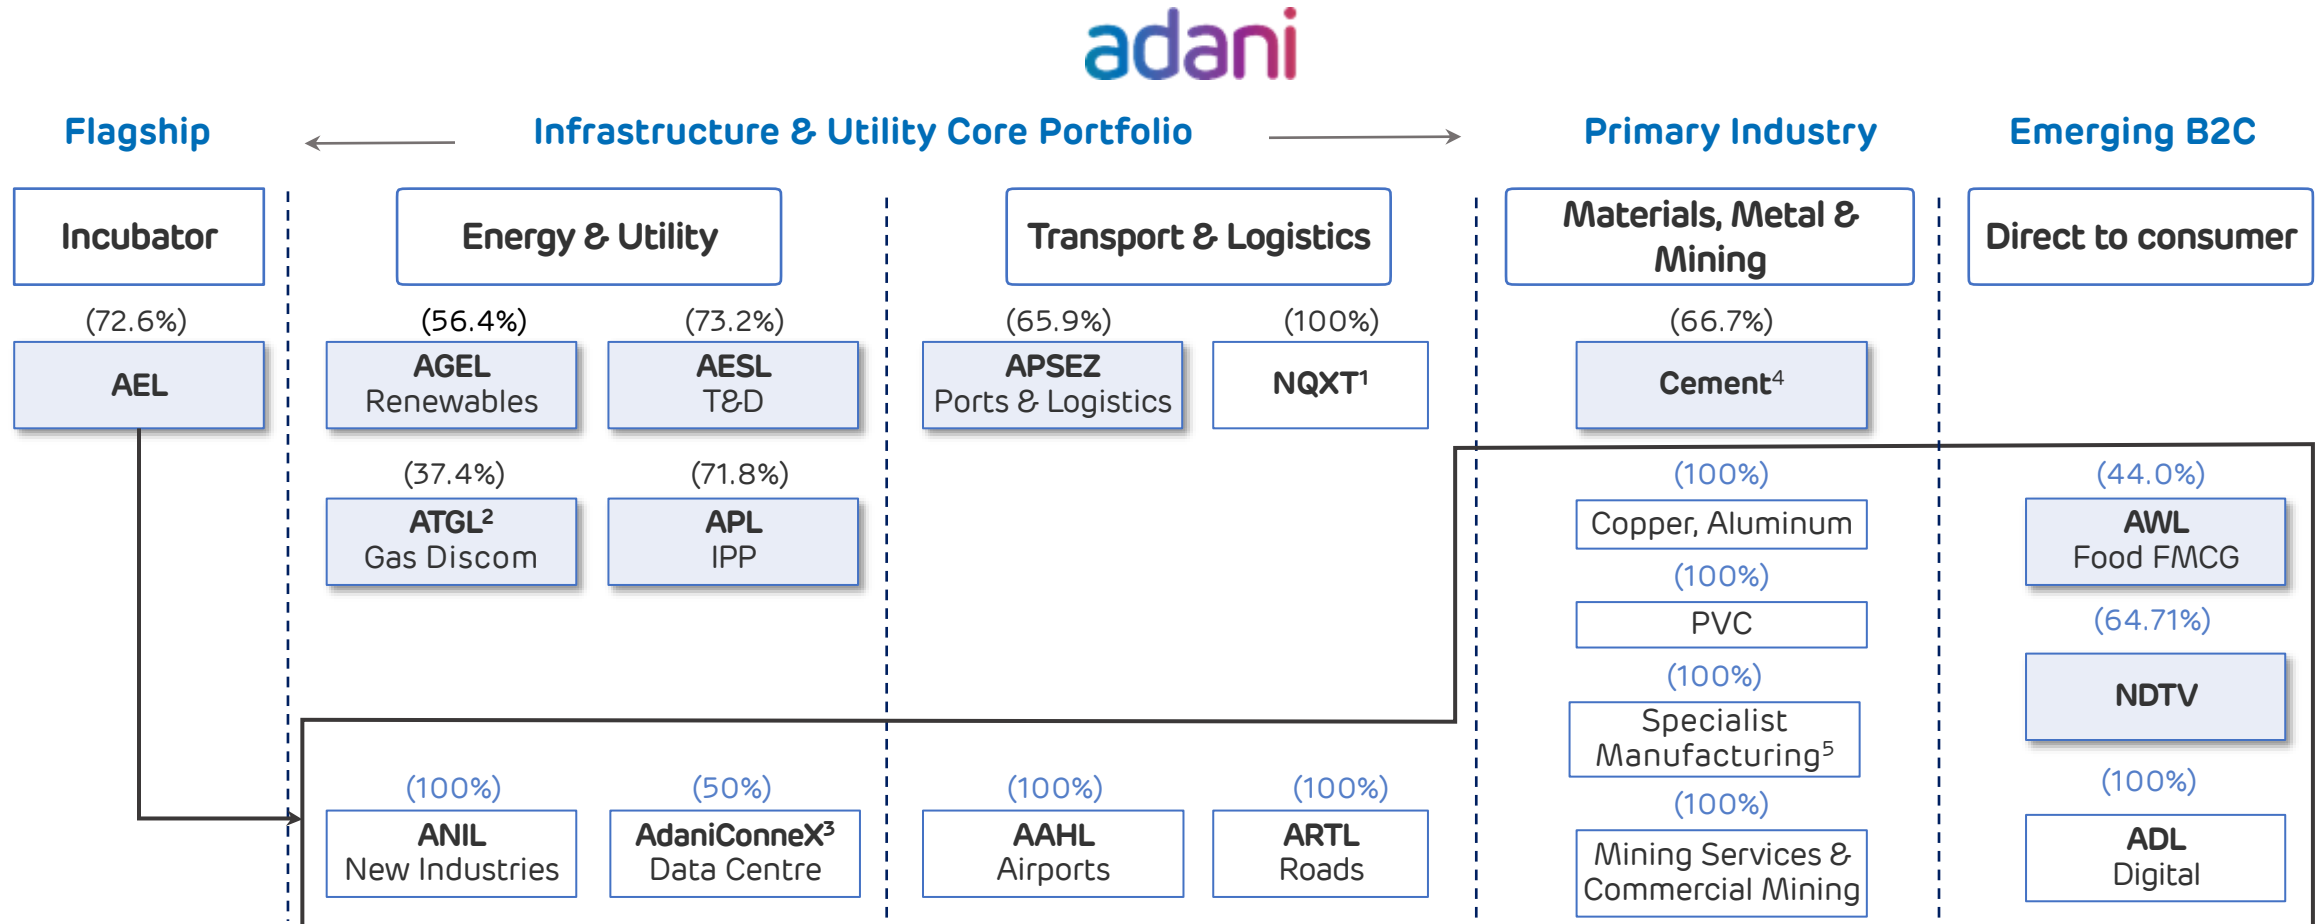 adani
Flagship
Infrastructure & Utility Core Portfolio
Primary Industry
Emerging B2C
Incubator
Energy & Utility
Transport & Logistics
Materials, Metal &
Mining
Direct to consumer
(72.6%)
AEL
(56.4%)
AGEL
Renewables
(73.2%)
AESL
T&D
(65.9%)
APSEZ
Ports & Logistics
(100%)
NQXT¹
(66.7%)
Cement⁴
(37.4%)
ATGL²
Gas Discom
(71.8%)
APL
IPP
(100%)
Copper, Aluminum
(100%)
PVC
(100%)
Specialist
Manufacturing⁵
(100%)
Mining Services &
Commercial Mining
(44.0%)
AWL
Food FMCG
(64.71%)
NDTV
(100%)
ADL
Digital
(100%)
ANIL
New Industries
(50%)
AdaniConneX³
Data Centre
(100%)
AAHL
Airports
(100%)
ARTL
Roads